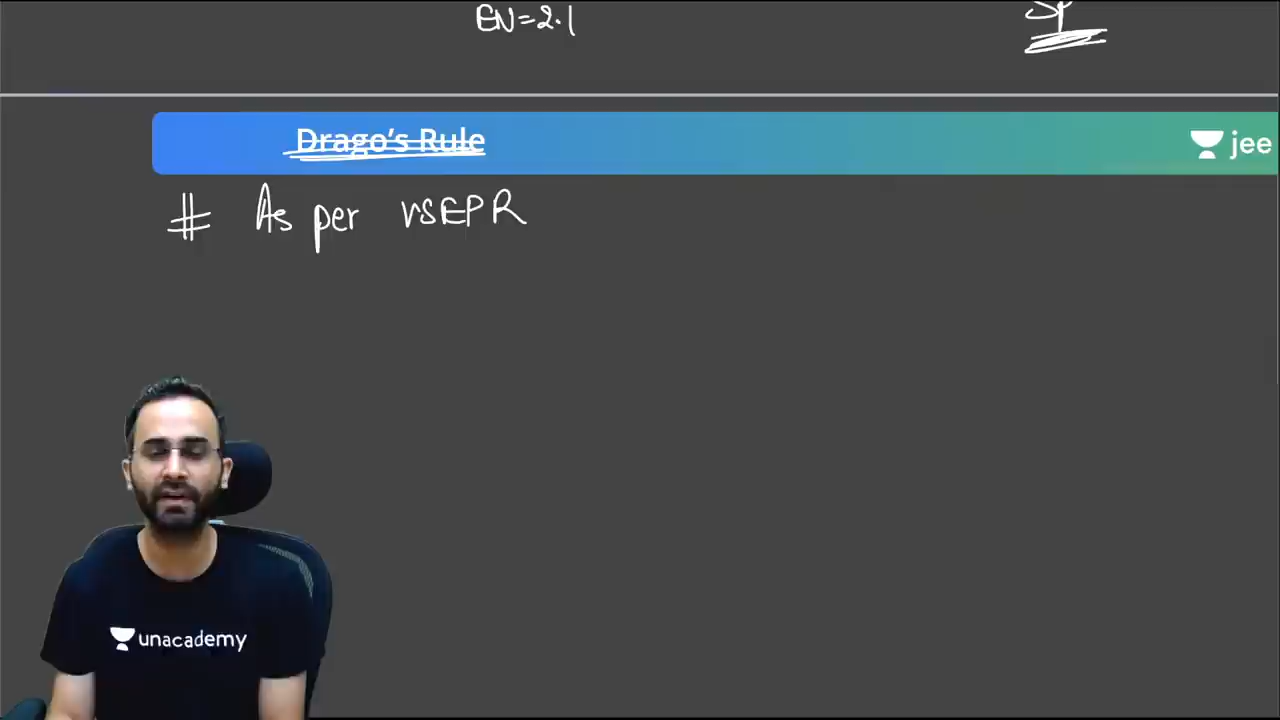 EN=2.1
Drago's Rule
jee
# As per VSEPR
unacademy